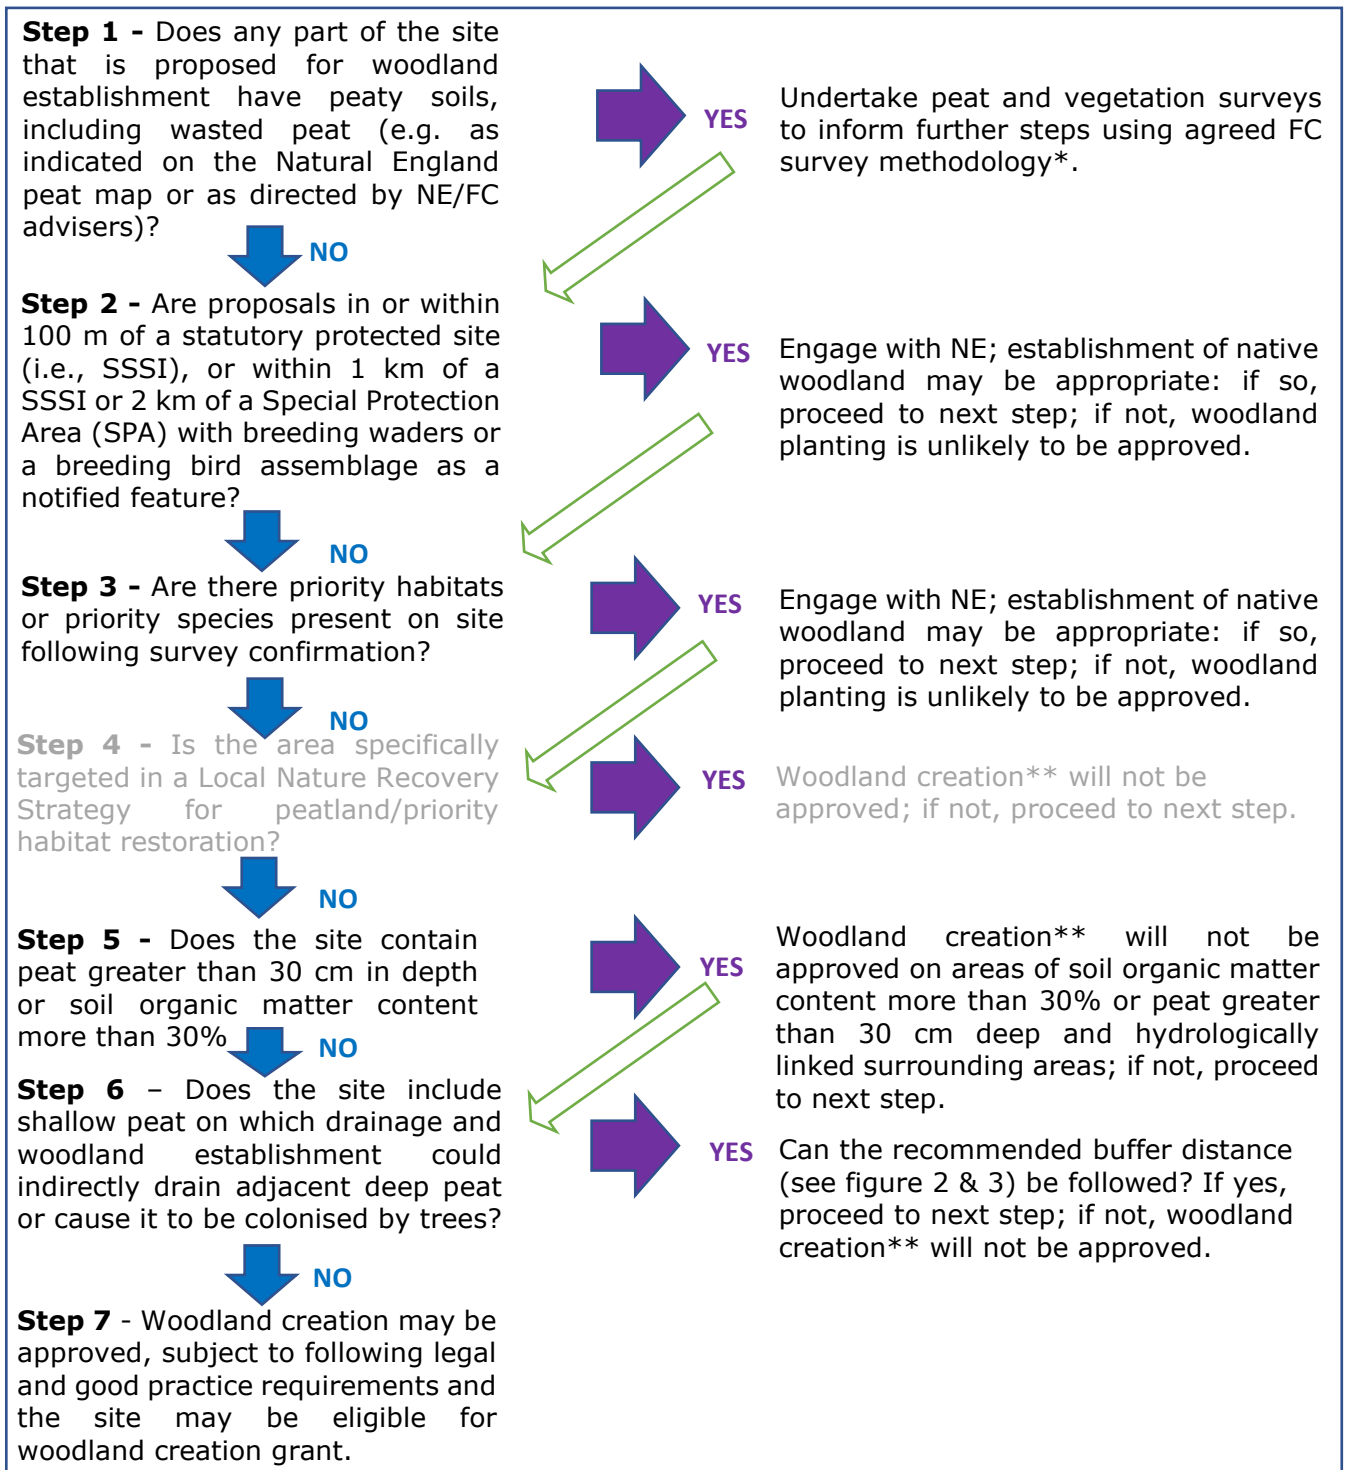 Step 1 - Does any part of the site
that is proposed for woodland
establishment have peaty soils,
including wasted peat (e.g. as
indicated on the Natural England
peat map or as directed by NE/FC
advisers)?
YES
Undertake peat and vegetation surveys
to inform further steps using agreed FC
survey methodology*.
NO
Step 2 - Are proposals in or within
100 m of a statutory protected site
(i.e., SSSI), or within 1 km of a
SSSI or 2 km of a Special Protection
Area (SPA) with breeding waders or
a breeding bird assemblage as a
notified feature?
YES
Engage with NE; establishment of native
woodland may be appropriate: if so,
proceed to next step; if not, woodland
planting is unlikely to be approved.
NO
Step 3 - Are there priority habitats
or priority species present on site
following survey confirmation?
YES
Engage with NE; establishment of native
woodland may be appropriate: if so,
proceed to next step; if not, woodland
planting is unlikely to be approved.
NO
Step 4 - Is the area specifically
targeted in a Local Nature Recovery
Strategy for peatland/priority
habitat restoration?
YES
Woodland creation** will not be
approved; if not, proceed to next step.
NO
Step 5 - Does the site contain
peat greater than 30 cm in depth
or soil organic matter content
more than 30%
YES
Woodland creation** will not be
approved on areas of soil organic matter
content more than 30% or peat greater
than 30 cm deep and hydrologically
linked surrounding areas; if not, proceed
to next step.
NO
Step 6 – Does the site include
shallow peat on which drainage and
woodland establishment could
indirectly drain adjacent deep peat
or cause it to be colonised by trees?
YES
Can the recommended buffer distance
(see figure 2 & 3) be followed? If yes,
proceed to next step; if not, woodland
creation** will not be approved.
NO
Step 7 - Woodland creation may be
approved, subject to following legal
and good practice requirements and
the site may be eligible for
woodland creation grant.